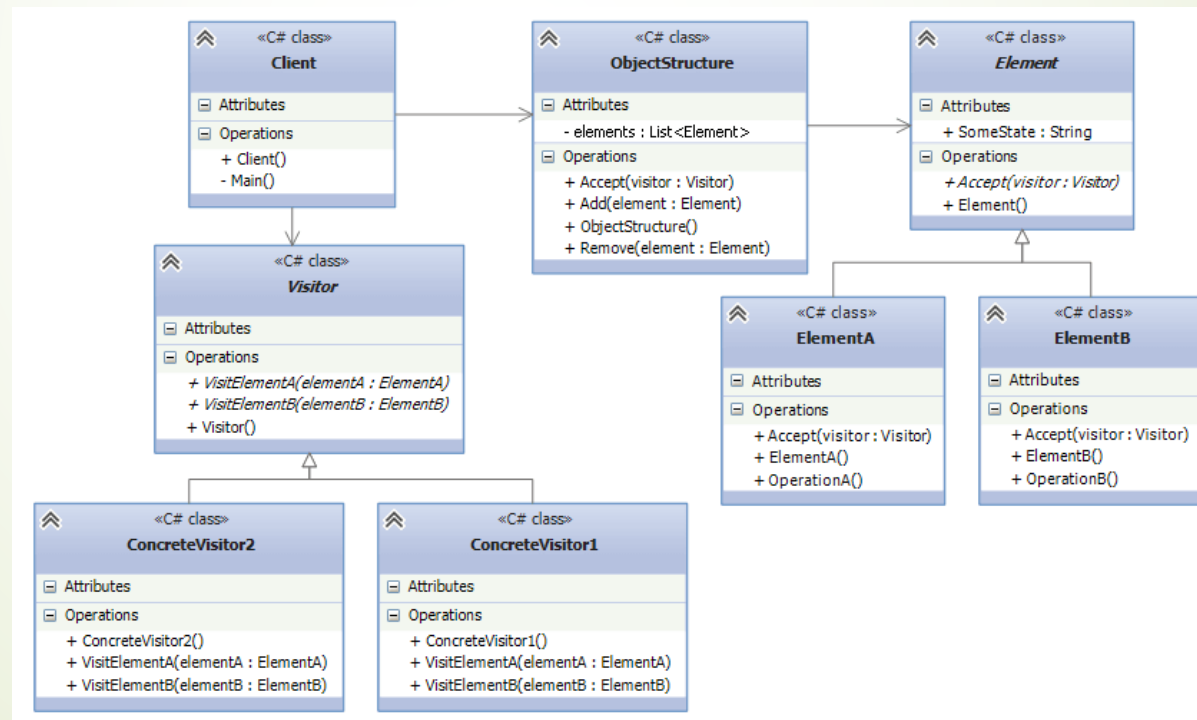 «C# class»
Client
Attributes
Operations
+ Client()
- Main()
«C# class»
ObjectStructure
Attributes
- elements : List<Element>
Operations
+ Accept(visitor : Visitor)
+ Add(element : Element)
+ ObjectStructure()
+ Remove(element : Element)
«C# class»
Element
Attributes
+ SomeState : String
Operations
+Accept(visitor : Visitor)
+ Element()
«C# class»
Visitor
Attributes
Operations
+ VisitElementA(elementA : ElementA)
+ VisitElementB(elementB : ElementB)
+ Visitor()
«C# class»
ElementA
Attributes
Operations
+ Accept(visitor : Visitor)
+ ElementA()
+ OperationA()
«C# class»
ElementB
Attributes
Operations
+ Accept(visitor : Visitor)
+ ElementB()
+ OperationB()
«C# class»
ConcreteVisitor2
Attributes
Operations
+ ConcreteVisitor2()
+ VisitElementA(elementA : ElementA)
+ VisitElementB(elementB : ElementB)
«C# class»
ConcreteVisitor1
Attributes
Operations
+ ConcreteVisitor1()
+ VisitElementA(elementA : ElementA)
+ VisitElementB(elementB : ElementB)